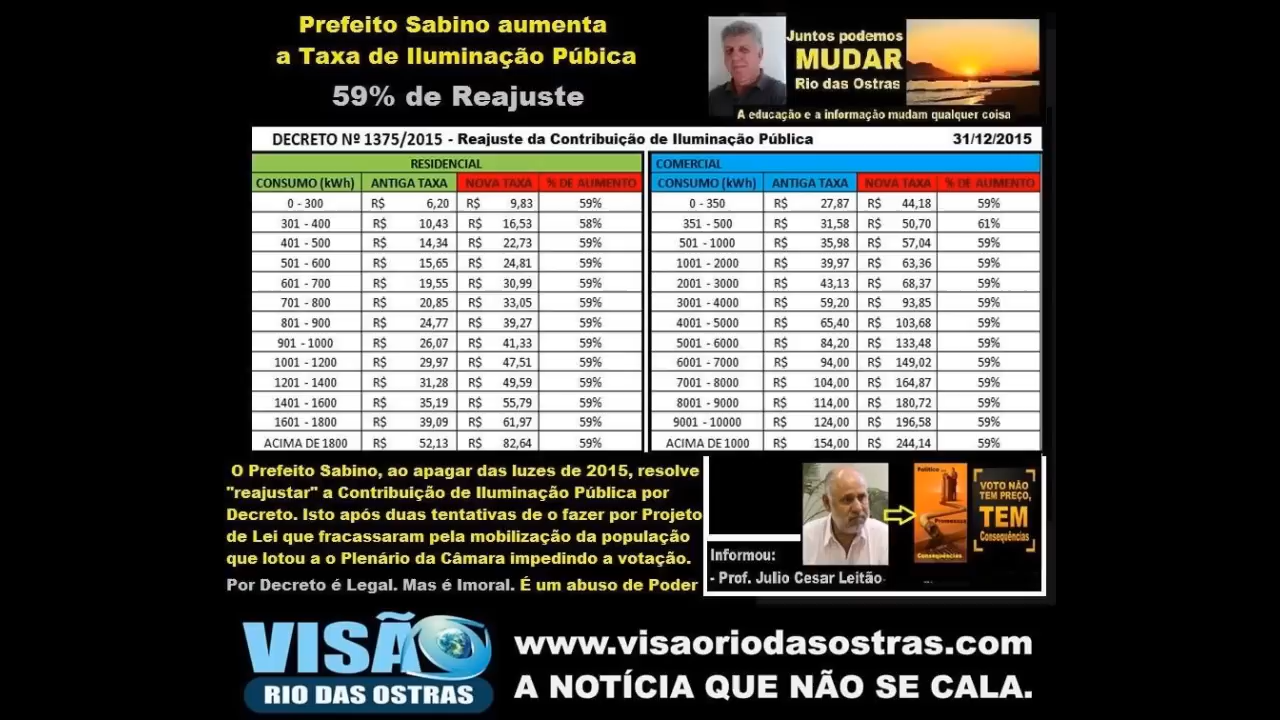 Prefeito Sabino aumenta
a Taxa de Iluminação Púbica
59% de Reajuste
Juntos podemos
MUDAR
Rio das Ostras
A educação e a informação mudam qualquer coisa
DECRETO Nº 1375/2015 - Reajuste da Contribuição de Iluminação Pública 31/12/2015
RESIDENCIAL
CONSUMO (kWh) ANTIGA TAXA NOVA TAXA % DE AUMENTO
0 - 300 R$ 6,20 R$ 9,83 59%
301 - 400 R$ 10,43 R$ 16,53 58%
401 - 500 R$ 14,34 R$ 22,73 59%
501 - 600 R$ 15,65 R$ 24,81 59%
601 - 700 R$ 19,55 R$ 30,99 59%
701 - 800 R$ 20,85 R$ 33,05 59%
801 - 900 R$ 24,77 R$ 39,27 59%
901 - 1000 R$ 26,07 R$ 41,33 59%
1001 - 1200 R$ 29,97 R$ 47,51 59%
1201 - 1400 R$ 31,28 R$ 49,59 59%
1401 - 1600 R$ 35,19 R$ 55,79 59%
1601 - 1800 R$ 39,09 R$ 61,97 59%
ACIMA DE 1800 R$ 52,13 R$ 82,64 59%
COMERCIAL
CONSUMO (kWh) ANTIGA TAXA NOVA TAXA % DE AUMENTO
0 - 350 R$ 27,87 R$ 44,18 59%
351 - 500 R$ 31,58 R$ 50,70 61%
501 - 1000 R$ 35,98 R$ 57,04 59%
1001 - 2000 R$ 39,97 R$ 63,36 59%
2001 - 3000 R$ 43,13 R$ 68,37 59%
3001 - 4000 R$ 59,20 R$ 93,85 59%
4001 - 5000 R$ 65,40 R$ 103,68 59%
5001 - 6000 R$ 84,20 R$ 133,48 59%
6001 - 7000 R$ 94,00 R$ 149,02 59%
7001 - 8000 R$ 104,00 R$ 164,87 59%
8001 - 9000 R$ 114,00 R$ 180,72 59%
9001 - 10000 R$ 124,00 R$ 196,58 59%
ACIMA DE 1000 R$ 154,00 R$ 244,14 59%
O Prefeito Sabino, ao apagar das luzes de 2015, resolve
"reajustar" a Contribuição de Iluminação Pública por
Decreto. Isto após duas tentativas de o fazer por Projeto
de Lei que fracassaram pela mobilização da população
que lotou a o Plenário da Câmara impedindo a votação.
Por Decreto é Legal. Mas é Imoral. É um abuso de Poder
Informou:
- Prof. Julio Cesar Leitão
Político ...
Promessas
Consequências
VOTO NÃO
TEM PREÇO,
TEM
Consequências
VISÃO
RIO DAS OSTRAS
www.visaoriodasostras.com
A NOTÍCIA QUE NÃO SE CALA.